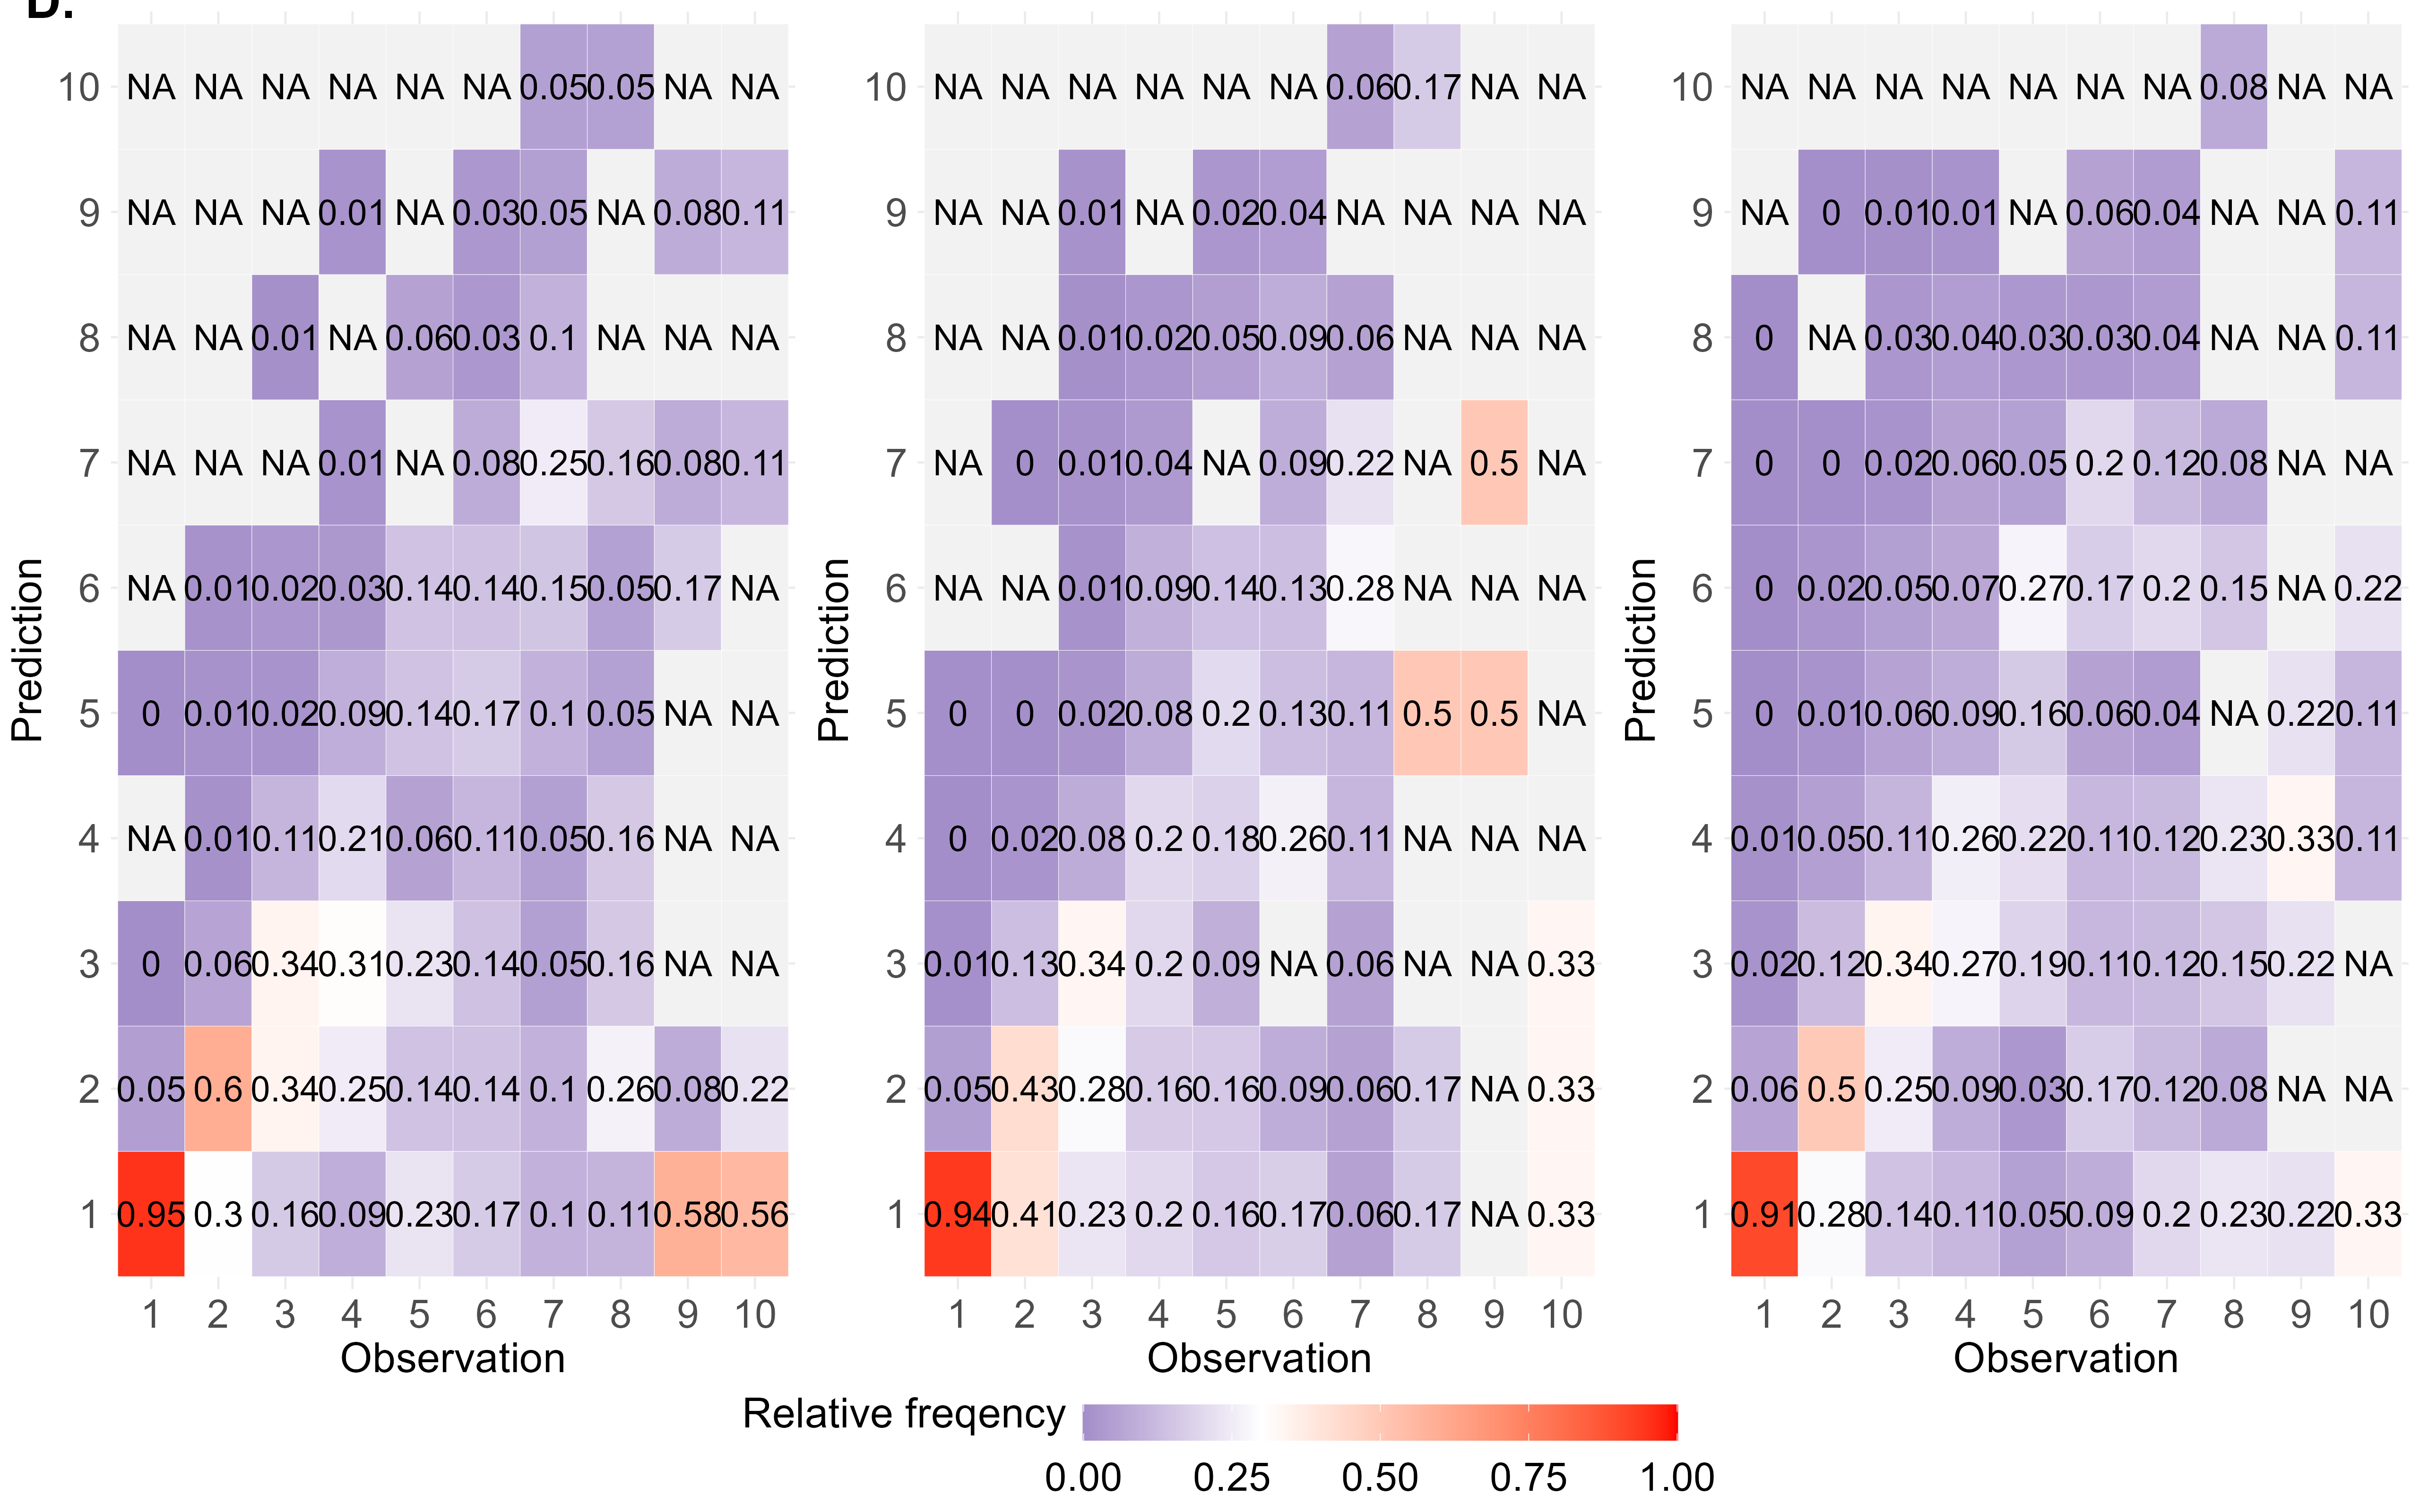 D.
10 NA NA NA NA NA NA 0.05 0.05 NA NA 10 NA NA NA NA NA NA 0.06 0.17 NA NA 10 NA NA NA NA NA NA NA 0.08 NA NA
9 NA NA NA 0.01 NA 0.03 0.05 NA 0.08 0.11 9 NA NA 0.01 NA 0.02 0.04 NA NA NA NA 9 NA 0 0.01 0.01 NA 0.06 0.04 NA NA 0.11
8 NA NA 0.01 NA 0.06 0.03 0.1 NA NA NA 8 NA NA 0.01 0.02 0.05 0.09 0.06 NA NA NA 8 0 NA 0.03 0.04 0.03 0.03 0.04 NA NA 0.11
7 NA NA NA 0.01 NA 0.08 0.25 0.16 0.08 0.11 7 NA 0 0.01 0.04 NA 0.09 0.22 NA 0.5 NA 7 0 0 0.02 0.06 0.05 0.2 0.12 0.08 NA NA
6 NA 0.01 0.02 0.03 0.14 0.14 0.15 0.05 0.17 NA 6 NA NA 0.01 0.09 0.14 0.13 0.28 NA NA NA 6 0 0.02 0.05 0.07 0.27 0.17 0.2 0.15 NA 0.22
Prediction Prediction Prediction
5 0 0.01 0.02 0.09 0.14 0.17 0.1 0.05 NA NA 5 0 0 0.02 0.08 0.2 0.13 0.11 0.5 0.5 NA 5 0 0.01 0.06 0.09 0.16 0.06 0.04 NA 0.22 0.11
4 NA 0.01 0.11 0.21 0.06 0.11 0.05 0.16 NA NA 4 0 0.02 0.08 0.2 0.18 0.26 0.11 NA NA NA 4 0.01 0.05 0.11 0.26 0.22 0.11 0.12 0.23 0.33 0.11
3 0 0.06 0.34 0.31 0.23 0.14 0.05 0.16 NA NA 3 0.01 0.13 0.34 0.2 0.09 NA 0.06 NA NA 0.33 3 0.02 0.12 0.34 0.27 0.19 0.11 0.12 0.15 0.22 NA
2 0.05 0.6 0.34 0.25 0.14 0.14 0.1 0.26 0.08 0.22 2 0.05 0.43 0.28 0.16 0.16 0.09 0.06 0.17 NA 0.33 2 0.06 0.5 0.25 0.09 0.03 0.17 0.12 0.08 NA NA
1 0.95 0.3 0.16 0.09 0.23 0.17 0.1 0.11 0.58 0.56 1 0.94 0.41 0.23 0.2 0.16 0.17 0.06 0.17 NA 0.33 1 0.91 0.28 0.14 0.11 0.05 0.09 0.2 0.23 0.22 0.33
1 2 3 4 5 6 7 8 9 10 1 2 3 4 5 6 7 8 9 10 1 2 3 4 5 6 7 8 9 10
Observation Observation Observation
Relative freqency
0.00 0.25 0.50 0.75 1.00